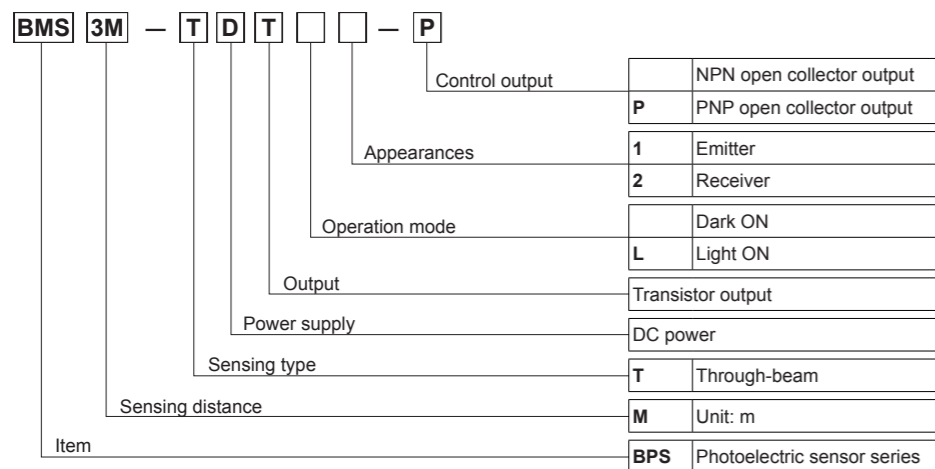 BMS 3M — T D T — P
Control output
NPN open collector output
P PNP open collector output
Appearances
1 Emitter
2 Receiver
Operation mode
Dark ON
L Light ON
Output
Transistor output
Power supply
DC power
Sensing type
T Through-beam
Sensing distance
M Unit: m
Item
BPS Photoelectric sensor series